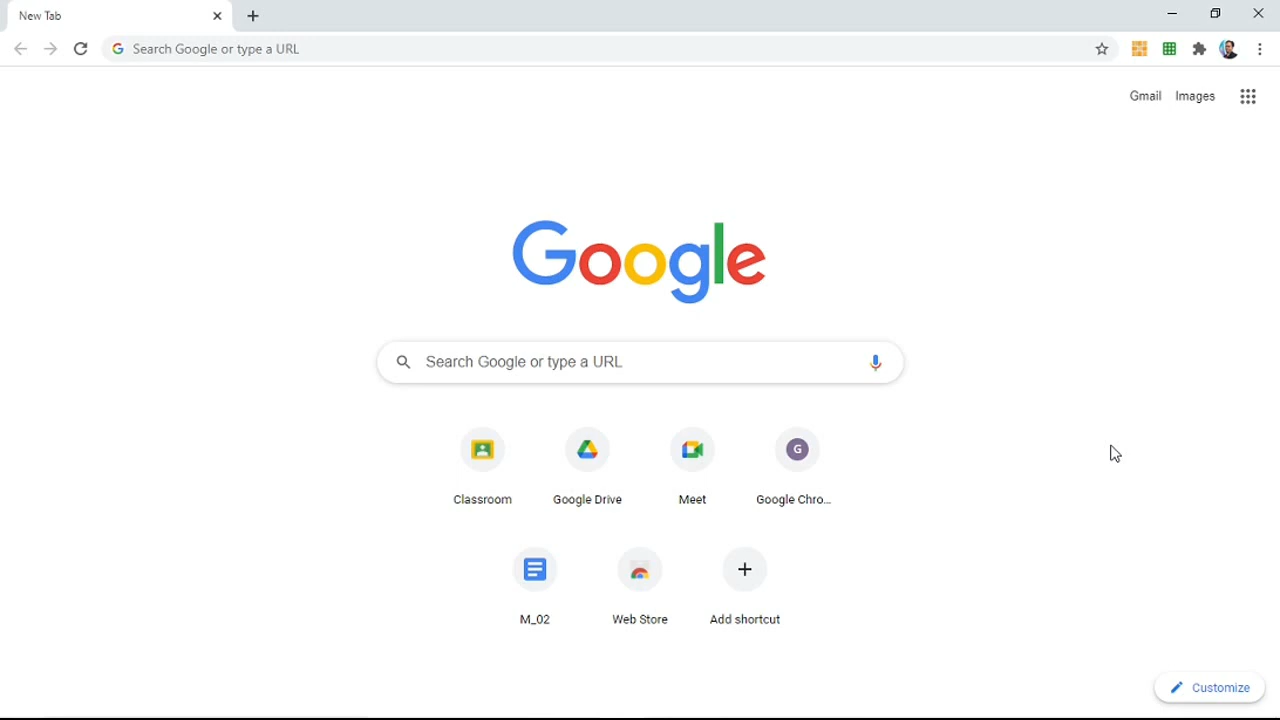 New Tab
Search Google or type a URL
Gmail Images
Google
Search Google or type a URL
G
Classroom Google Drive Meet Google Chro...
M_02 Web Store Add shortcut
Customize